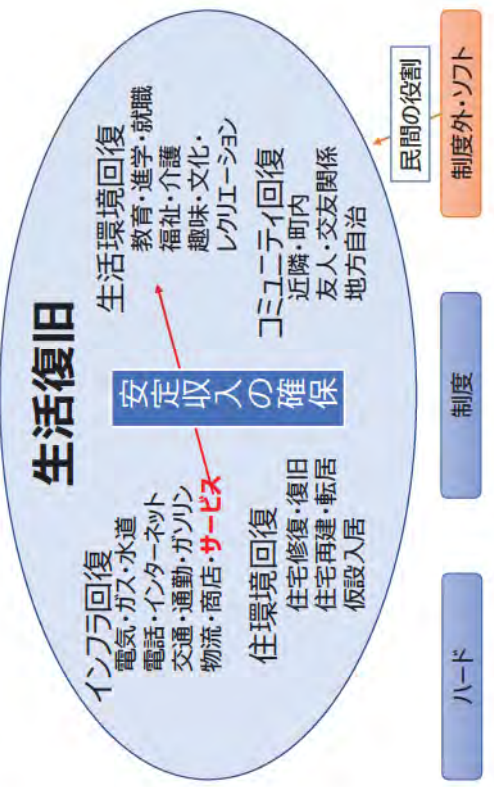 生活復旧
インフラ回復
電気・ガス・水道
電話・インターネット
交通・通勤・ガソリン
物流・商店・サービス
住環境回復
住宅修復・復旧
住宅再建・転居
仮設入居
安定収入の確保
生活環境回復
教育・進学・就職
福祉・介護
趣味・文化・
レクリエーション
コミュニティ回復
近隣・町内
友人・交友関係
地方自治
民間の役割
ハード
制度
制度外・ソフト